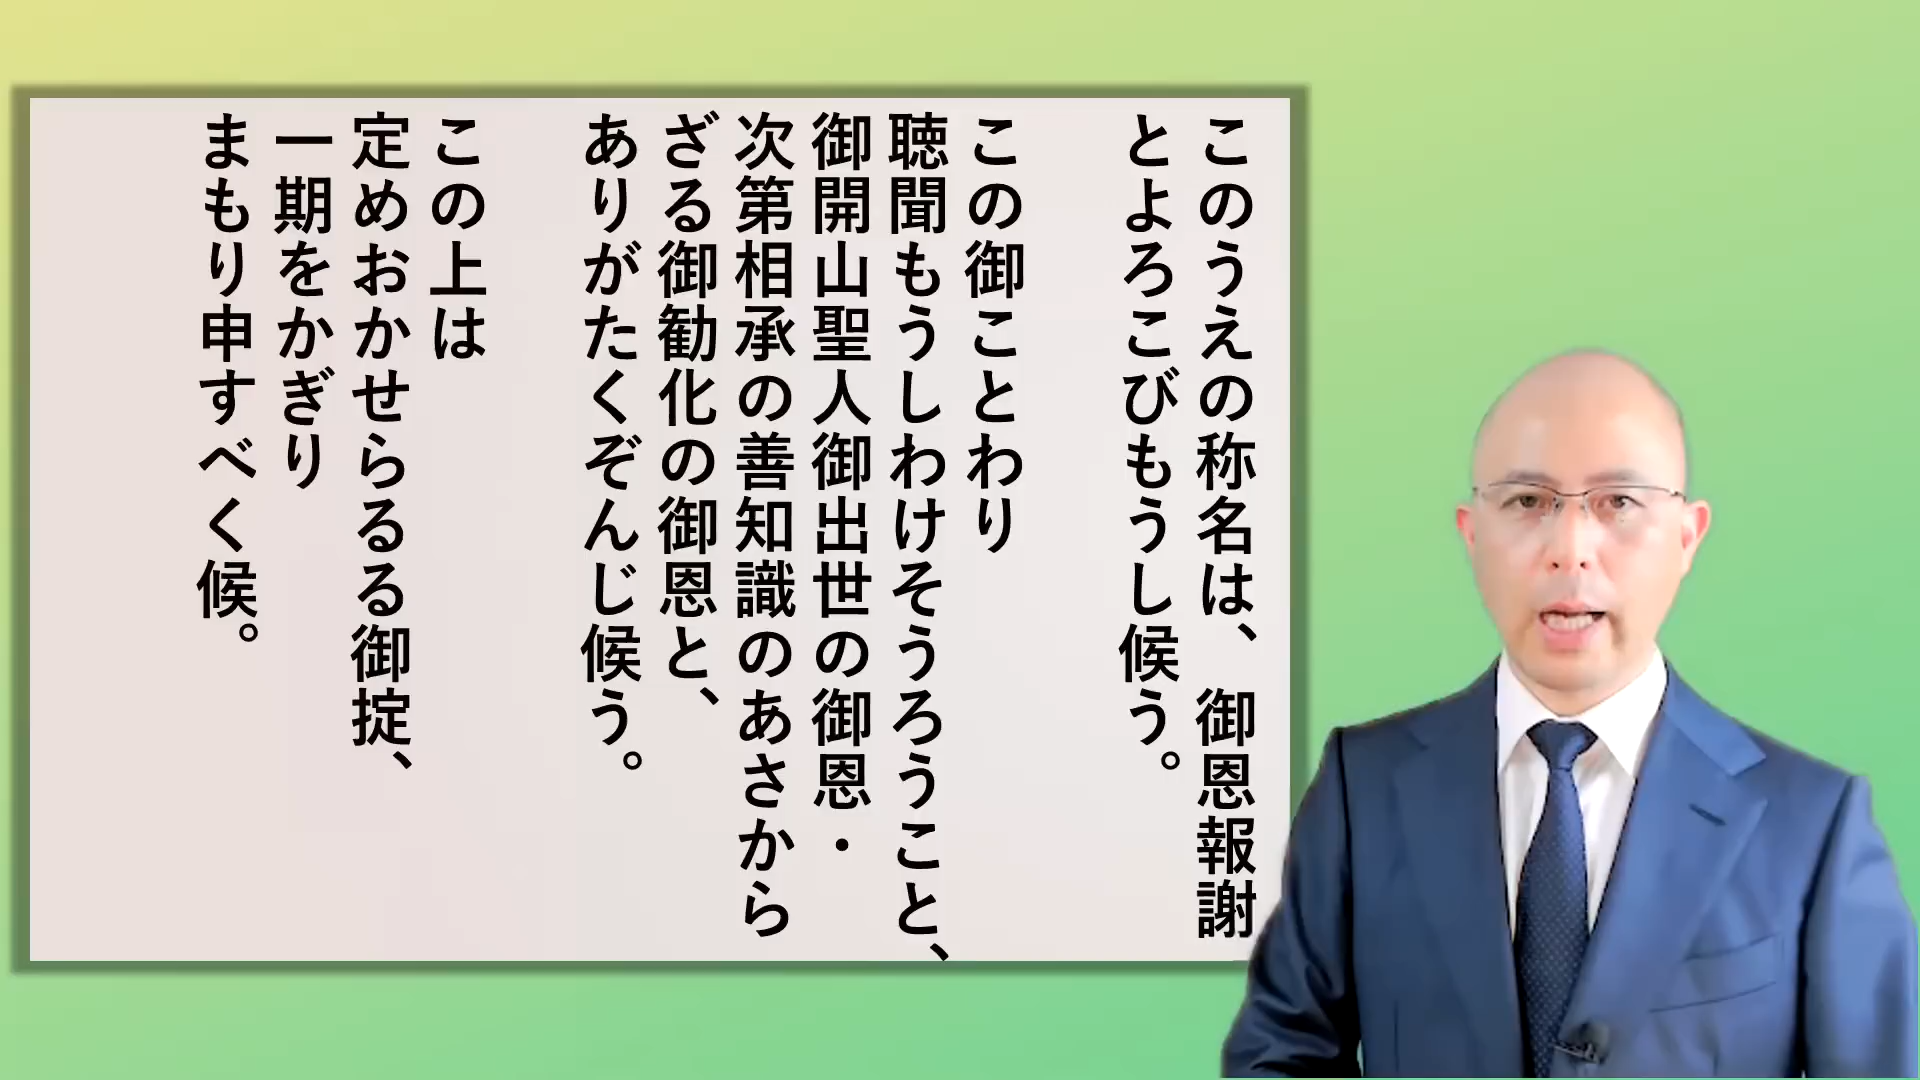 このうえの称名は、御恩報謝
とよろこびもうし候う。
この御ことわり
聴聞もうしわけそうろうこと、
御開山聖人御出世の御恩・
次第相承の善知識のあさから
ざる御勧化の御恩と、
ありがたくぞんじ候う。
この上は
定めおかせらるる御掟、
一期をかぎり
まもり申すべく候。